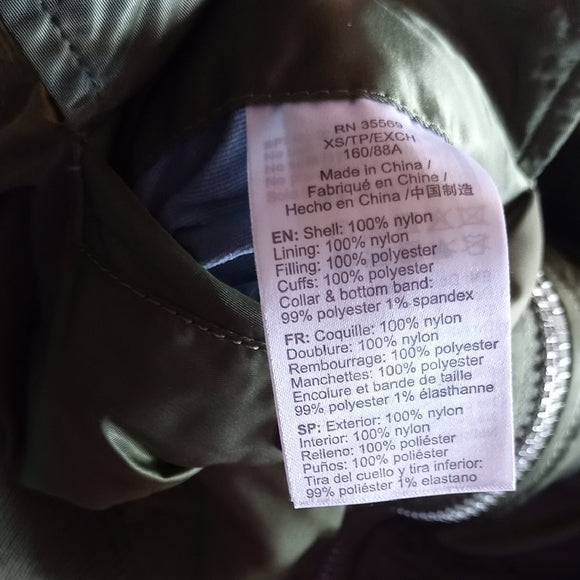 RN 35569
XS/TP/EXCH
160/88A
Made in China /
Fabriqué en Chine /
Hecho en China /中国制造
EN: Shell: 100% nylon
Lining: 100% nylon
Filling: 100% polyester
Cuffs: 100% polyester
Collar & bottom band:
99% polyester 1% spandex
FR: Coquille: 100% nylon
Doublure: 100% nylon
Rembourrage: 100% polyester
Manchettes: 100% polyester
Encolure et bande de taille
99% polyester 1% élasthanne
SP: Exterior: 100% nylon
Interior: 100% nylon
Relleno: 100% poliéster
Puños: 100% poliéster
Tira del cuello y tira inferior:
99% poliéster 1% elastano